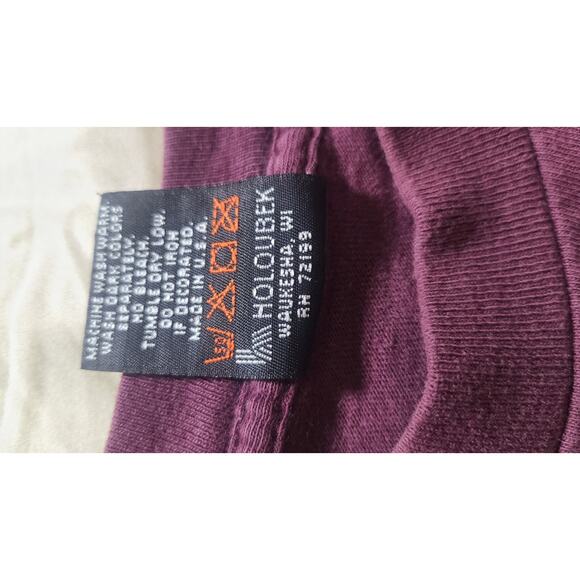 MACHINE WASH WARM
WASH DARK COLORS
SEPARATELY.
NO BLEACH.
TUMBLE DRY LOW.
DO NOT IRON
IF DECORATED.
MADE IN U.S.A.
HOLOUBEK
WAUKESHA, WI
RN 72199